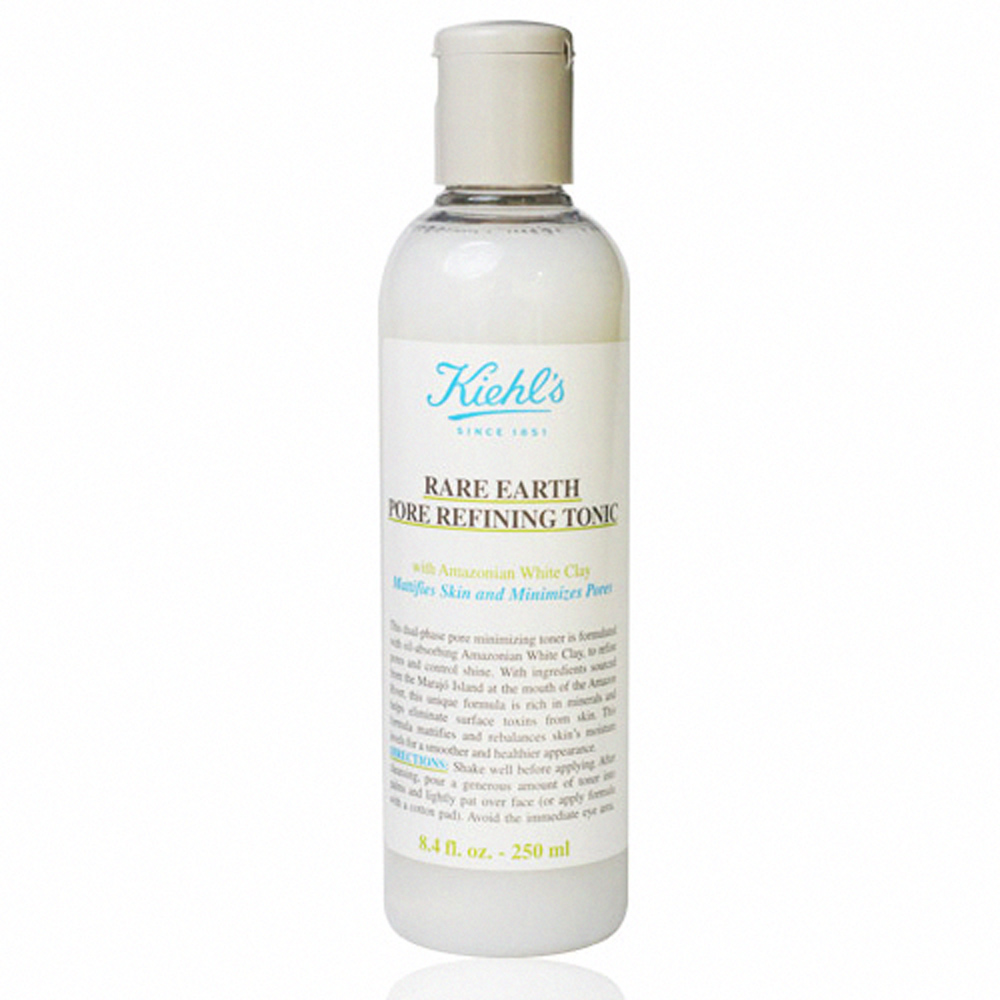 Kiehl's
SINCE 1851
RARE EARTH
PORE REFINING TONIC
with Amazonian White Clay
Mattifies Skin and Minimizes Pores
This dual-phase pore minimizing toner is formulated
with oil-absorbing Amazonian White Clay, to refine
pores and control shine. With ingredients sourced
from the Marajó Island at the mouth of the Amazon
River, this unique formula is rich in minerals and
helps eliminate surface toxins from skin. This
formula mattifies and rebalances skin's moisture
levels for a smoother and healthier appearance.
DIRECTIONS: Shake well before applying. After
cleansing, pour a generous amount of toner into
palms and lightly pat over face (or apply formula
with a cotton pad). Avoid the immediate eye area.
8.4 fl. oz. - 250 ml